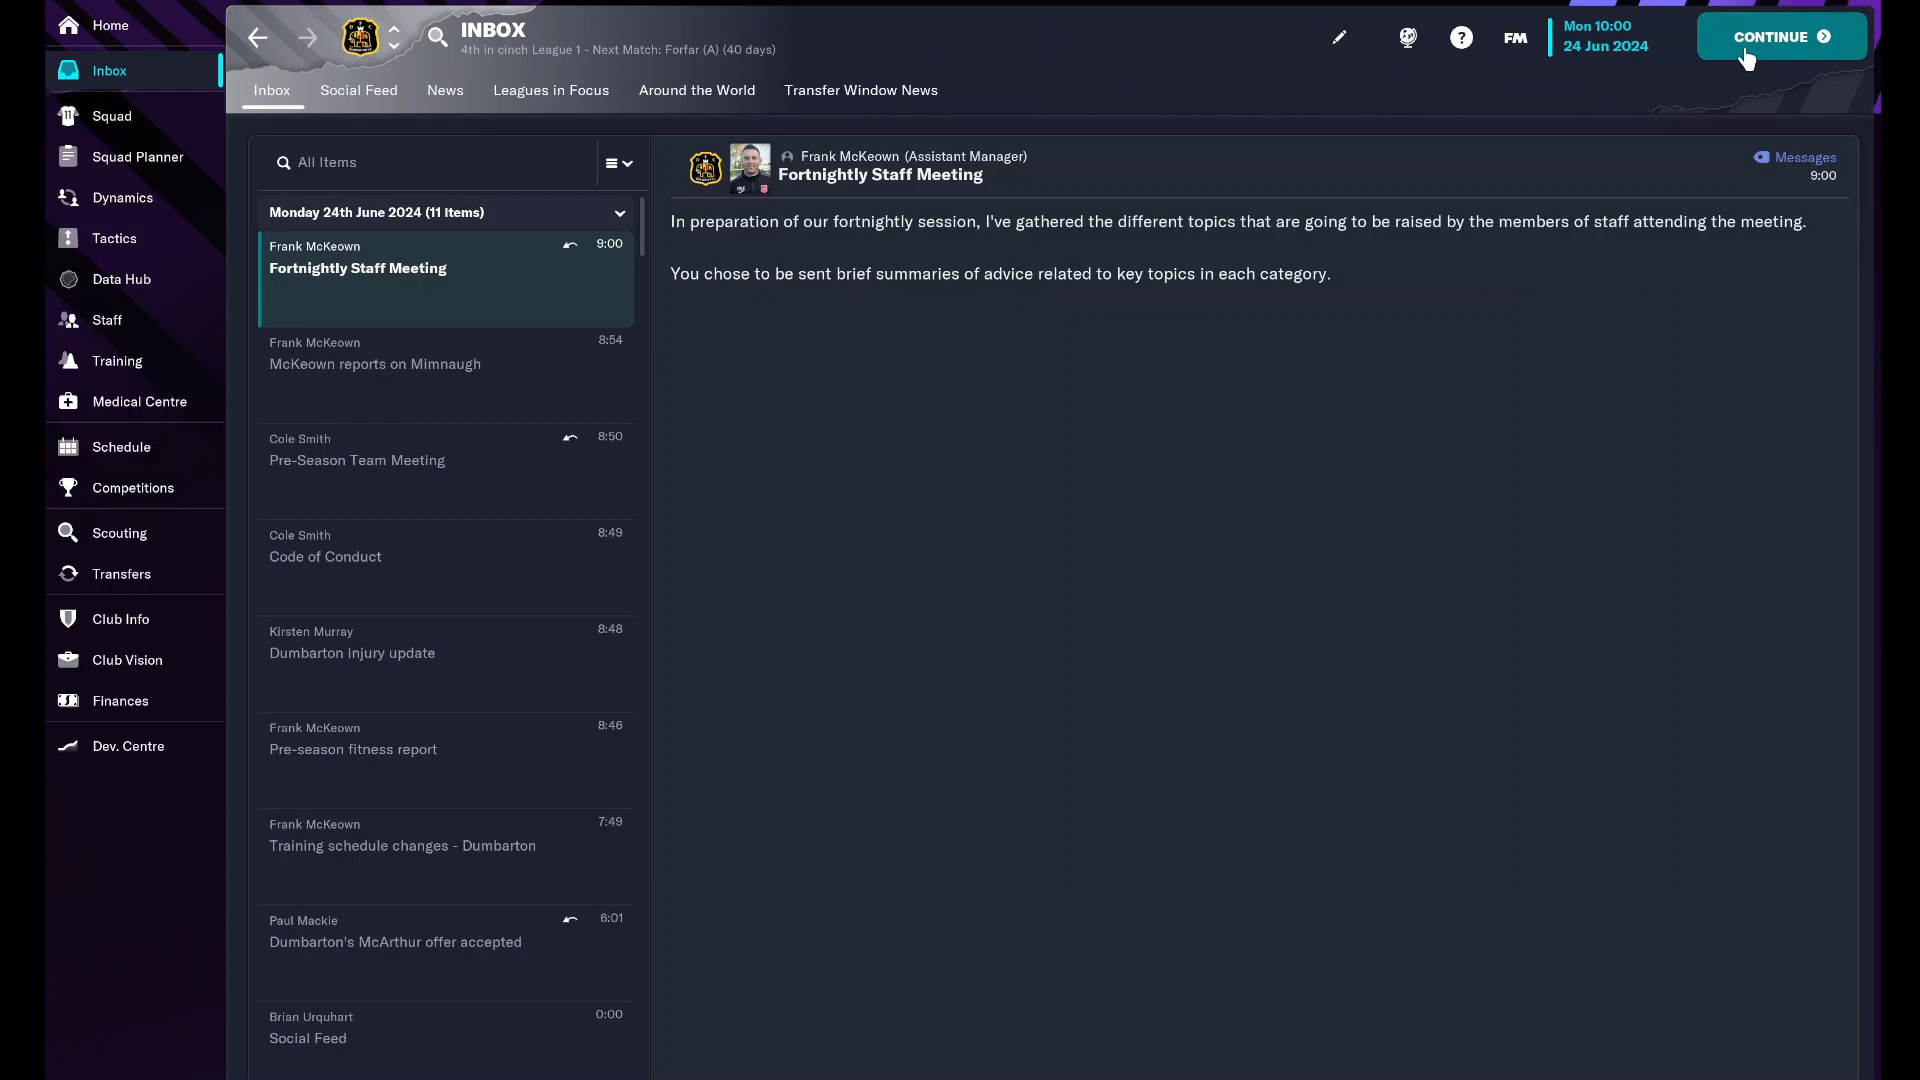 Home
Inbox
Squad
Squad Planner
Dynamics
Tactics
Data Hub
Staff
Training
Medical Centre
Schedule
Competitions
Scouting
Transfers
Club Info
Club Vision
Finances
Dev. Centre
INBOX
4th in cinch League 1 - Next Match: Forfar (A) (40 days)
FM
Mon 10:00
24 Jun 2024
CONTINUE
Inbox
Social Feed
News
Leagues in Focus
Around the World
Transfer Window News
All Items
Monday 24th June 2024 (11 Items)
Frank McKeown 9:00
Fortnightly Staff Meeting
Frank McKeown 8:54
McKeown reports on Mimnaugh
Cole Smith 8:50
Pre-Season Team Meeting
Cole Smith 8:49
Code of Conduct
Kirsten Murray 8:48
Dumbarton injury update
Frank McKeown 8:46
Pre-season fitness report
Frank McKeown 7:49
Training schedule changes - Dumbarton
Paul Mackie 6:01
Dumbarton's McArthur offer accepted
Brian Urquhart 0:00
Social Feed
Frank McKeown (Assistant Manager)
Fortnightly Staff Meeting
Messages
9:00
In preparation of our fortnightly session, I've gathered the different topics that are going to be raised by the members of staff attending the meeting.
You chose to be sent brief summaries of advice related to key topics in each category.